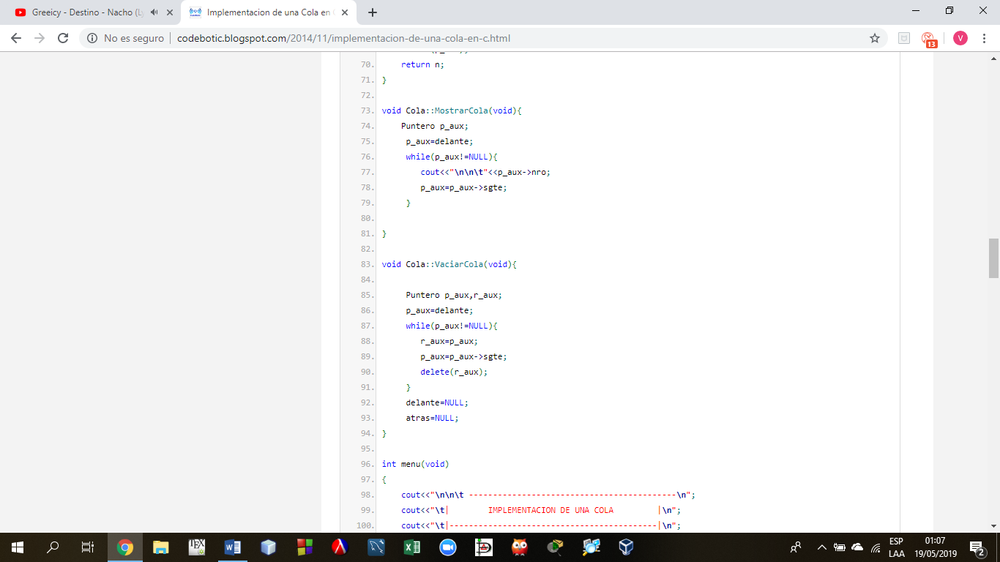 Greeicy - Destino - Nacho (Ly
Implementacion de una Cola en C
No es seguro | codebotic.blogspot.com/2014/11/implementacion-de-una-cola-en-c.html
13
V
70. return n;
71. }
72.
73. void Cola::MostrarCola(void){
74. Puntero p_aux;
75. p_aux=delante;
76. while(p_aux!=NULL){
77. cout<<"\n\n\t"<<p_aux->nro;
78. p_aux=p_aux->sgte;
79. }
80.
81. }
82.
83. void Cola::VaciarCola(void){
84.
85. Puntero p_aux,r_aux;
86. p_aux=delante;
87. while(p_aux!=NULL){
88. r_aux=p_aux;
89. p_aux=p_aux->sgte;
90. delete(r_aux);
91. }
92. delante=NULL;
93. atras=NULL;
94. }
95.
96. int menu(void)
97. {
98. cout<<"\n\n\t -------------------------------------------\n";
99. cout<<"\t|        IMPLEMENTACION DE UNA COLA         |\n";
100. cout<<"\t|-------------------------------------------|\n";
TEX
ESP
LAA
01:07
19/05/2019
2